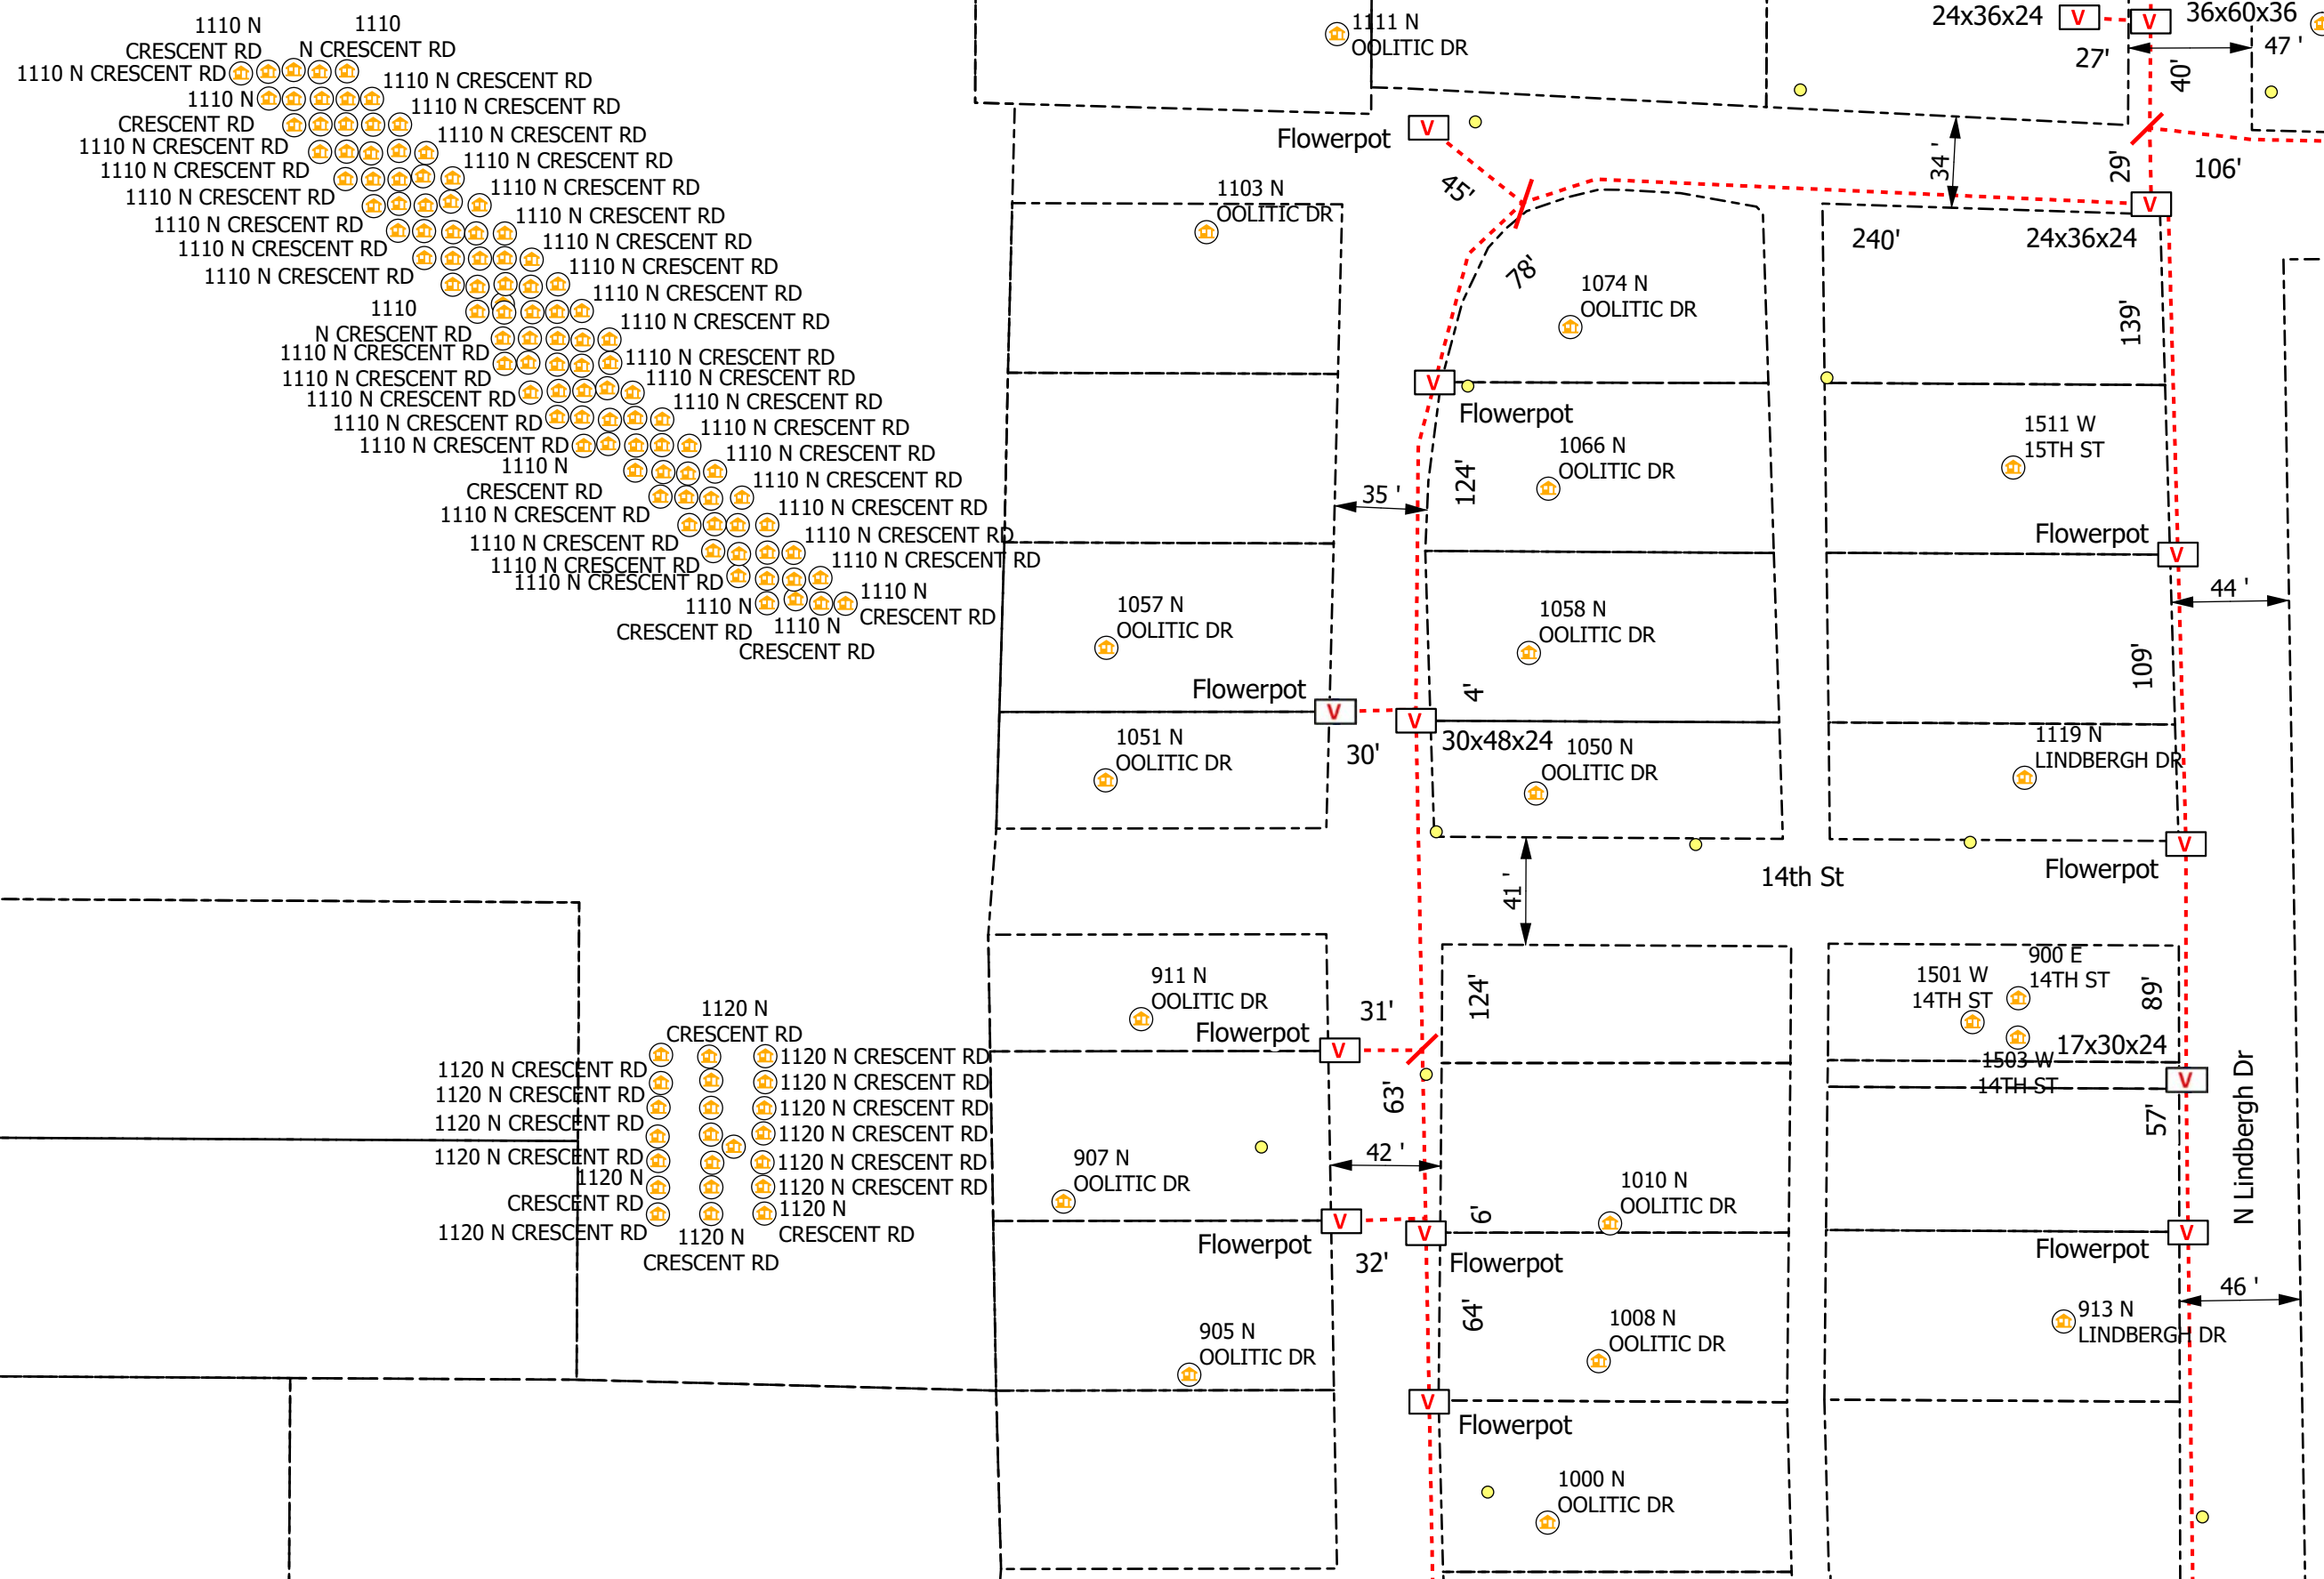 1110 N
CRESCENT RD
1110
N CRESCENT RD
1110 N CRESCENT RD
1110 N CRESCENT RD
1110 N
CRESCENT RD
1110 N CRESCENT RD
1110 N CRESCENT RD
1110 N CRESCENT RD
1110 N CRESCENT RD
1110 N CRESCENT RD
1110 N CRESCENT RD
1110 N CRESCENT RD
1110 N CRESCENT RD
1110 N CRESCENT RD
1110 N CRESCENT RD
1110 N CRESCENT RD
1110 N CRESCENT RD
1110 N CRESCENT RD
1110 N CRESCENT RD
1110
N CRESCENT RD
1110 N CRESCENT RD
1110 N CRESCENT RD
1110 N CRESCENT RD
1110 N CRESCENT RD
1110 N CRESCENT RD
1110 N CRESCENT RD
1110 N CRESCENT RD
1110 N CRESCENT RD
1110 N CRESCENT RD
1110 N CRESCENT RD
1110 N CRESCENT RD
1110 N
CRESCENT RD
1110 N CRESCENT RD
1110 N CRESCENT RD
1110 N CRESCENT RD
1110 N CRESCENT RD
1110 N CRESCENT RD
1110 N CRESCENT RD
1110 N CRESCENT RD
1110 N CRESCENT RD
1110 N
CRESCENT RD
1110 N
CRESCENT RD
1110 N
CRESCENT RD
1120 N
CRESCENT RD
1120 N CRESCENT RD
1120 N CRESCENT RD
1120 N CRESCENT RD
1120 N CRESCENT RD
1120 N CRESCENT RD
1120 N CRESCENT RD
1120 N CRESCENT RD
1120 N CRESCENT RD
1120 N CRESCENT RD
1120 N
CRESCENT RD
1120 N CRESCENT RD
1120 N CRESCENT RD
1120 N
CRESCENT RD
1120 N
CRESCENT RD
1111 N
OOLITIC DR
24x36x24
V
V
36x60x36
27'
40'
47 '
Flowerpot
V
45'
34 '
29'
106'
V
1103 N
OOLITIC DR
78'
240'
24x36x24
1074 N
OOLITIC DR
139'
V
Flowerpot
1066 N
OOLITIC DR
1511 W
15TH ST
35 '
124'
Flowerpot
V
44 '
1057 N
OOLITIC DR
1058 N
OOLITIC DR
109'
Flowerpot
V
V
4'
30'
30x48x24
1051 N
OOLITIC DR
1050 N
OOLITIC DR
1119 N
LINDBERGH DR
V
Flowerpot
14th St
41 '
911 N
OOLITIC DR
31'
Flowerpot
V
124'
1501 W
14TH ST
900 E
14TH ST
89'
17x30x24
1503 W
14TH ST
V
63'
57'
N Lindbergh Dr
42 '
907 N
OOLITIC DR
1010 N
OOLITIC DR
6'
V
V
V
Flowerpot
32'
Flowerpot
Flowerpot
46 '
64'
905 N
OOLITIC DR
1008 N
OOLITIC DR
913 N
LINDBERGH DR
V
Flowerpot
1000 N
OOLITIC DR